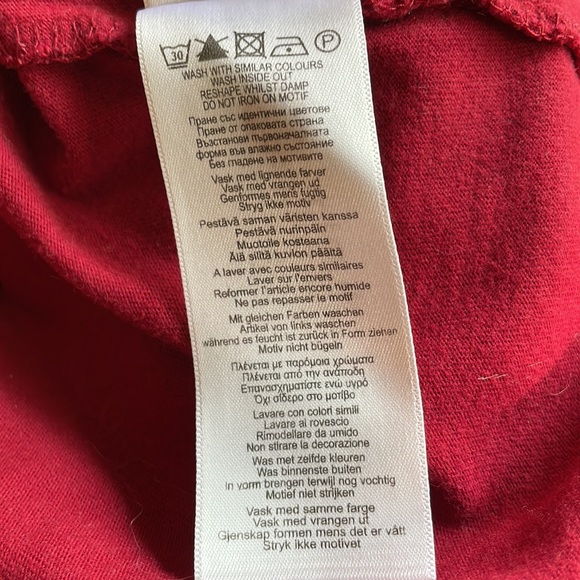 30 P
WASH WITH SIMILAR COLOURS
WASH INSIDE OUT
RESHAPE WHILST DAMP
DO NOT IRON ON MOTIF
Пране със идентични цветове
Пране от опаковата страна
Възстанови първоначалната
форма във влажно състояние
Без гладене на мотивите
Vask med lignende farver
Vask med vrangen ud
Genformes mens fugtig
Stryg ikke motiv
Pestävä saman väristen kanssa
Pestävä nurinpäin
Muotoile kosteana
Älä silitä kuvion päältä
A laver avec couleurs similaires
Laver sur l'envers
Reformer l'article encore humide
Ne pas repasser le motif
Mit gleichen Farben waschen
Artikel von links waschen
während es feucht ist zurück in Form ziehen
Motiv nicht bügeln
Πλένεται με παρόμοια χρώματα
Πλένεται από την ανάποδη
Επανασχηματίστε ενώ υγρό
Όχι σίδερο στο μοτίβο
Lavare con colori simili
Lavare al rovescio
Rimodellare da umido
Non stirare la decorazione
Was met zelfde kleuren
Was binnenste buiten
In vorm brengen terwijl nog vochtig
Motief niet strijken
Vask med samme farge
Vask med vrangen ut
Gjenskap formen mens det er vått
Stryk ikke motivet